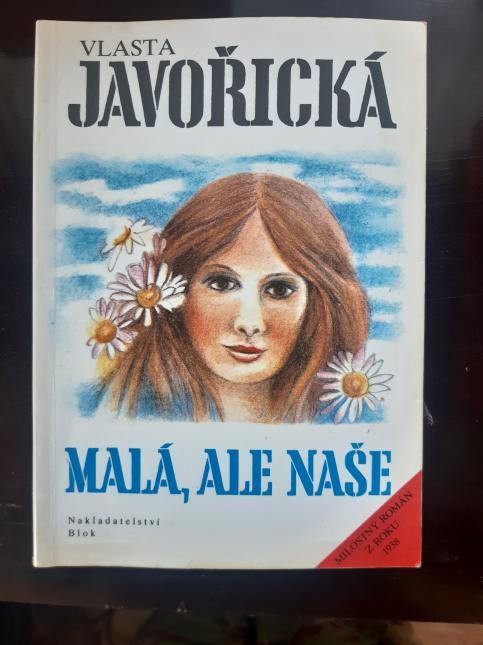 VLASTA
JAVOŘICKÁ
MALÁ, ALE NAŠE
Nakladatelství
Blok
MILOSTNÝ ROMÁN
Z ROKU
1938